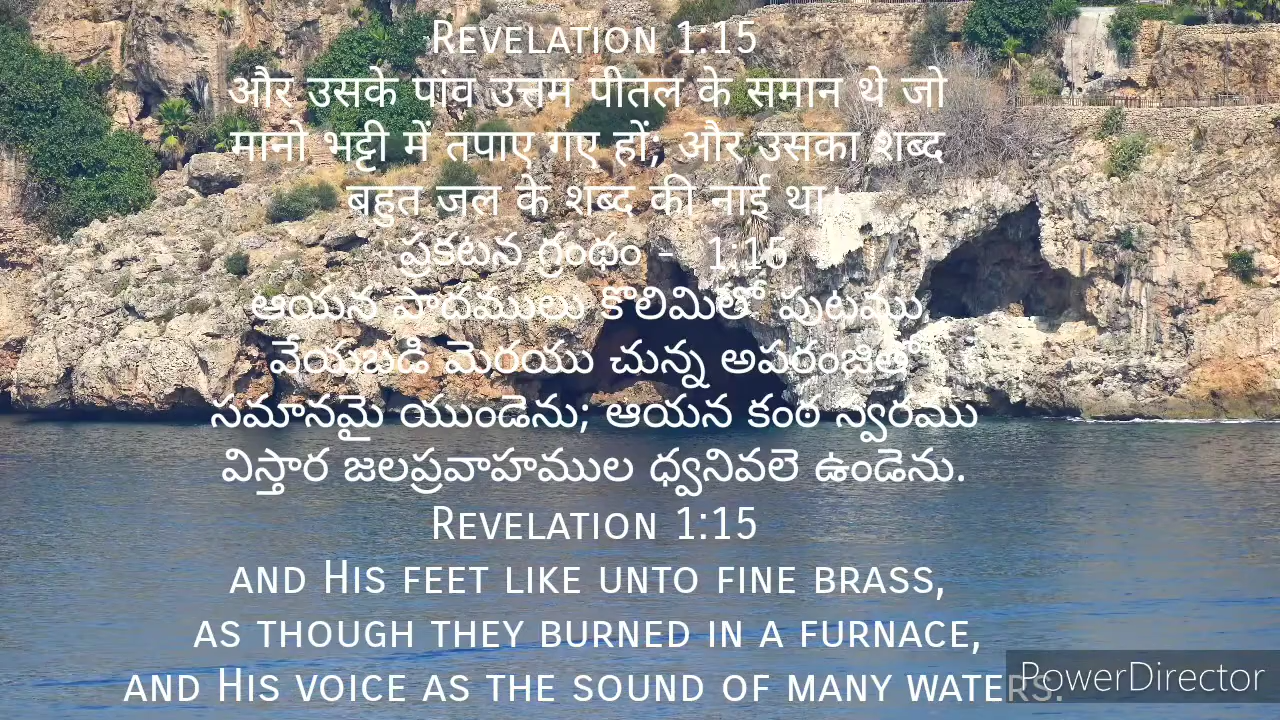 Revelation 1:15
और उसके पांव उत्तम पीतल के समान थे जो
मानो भट्टी में तपाए गए हों; और उसका शब्द
बहुत जल के शब्द की नाई था।
ప్రకటన గ్రంథం - 1:15
ఆయన పాదములు కొలిమిలో పుటము
వేయబడి మెరయు చున్న అపరంజితో
సమానమై యుండెను; ఆయన కంఠ స్వరము
విస్తార జలప్రవాహముల ధ్వనివలె ఉండెను.
Revelation 1:15
and His feet like unto fine brass,
as though they burned in a furnace,
and His voice as the sound of many waters.
PowerDirector